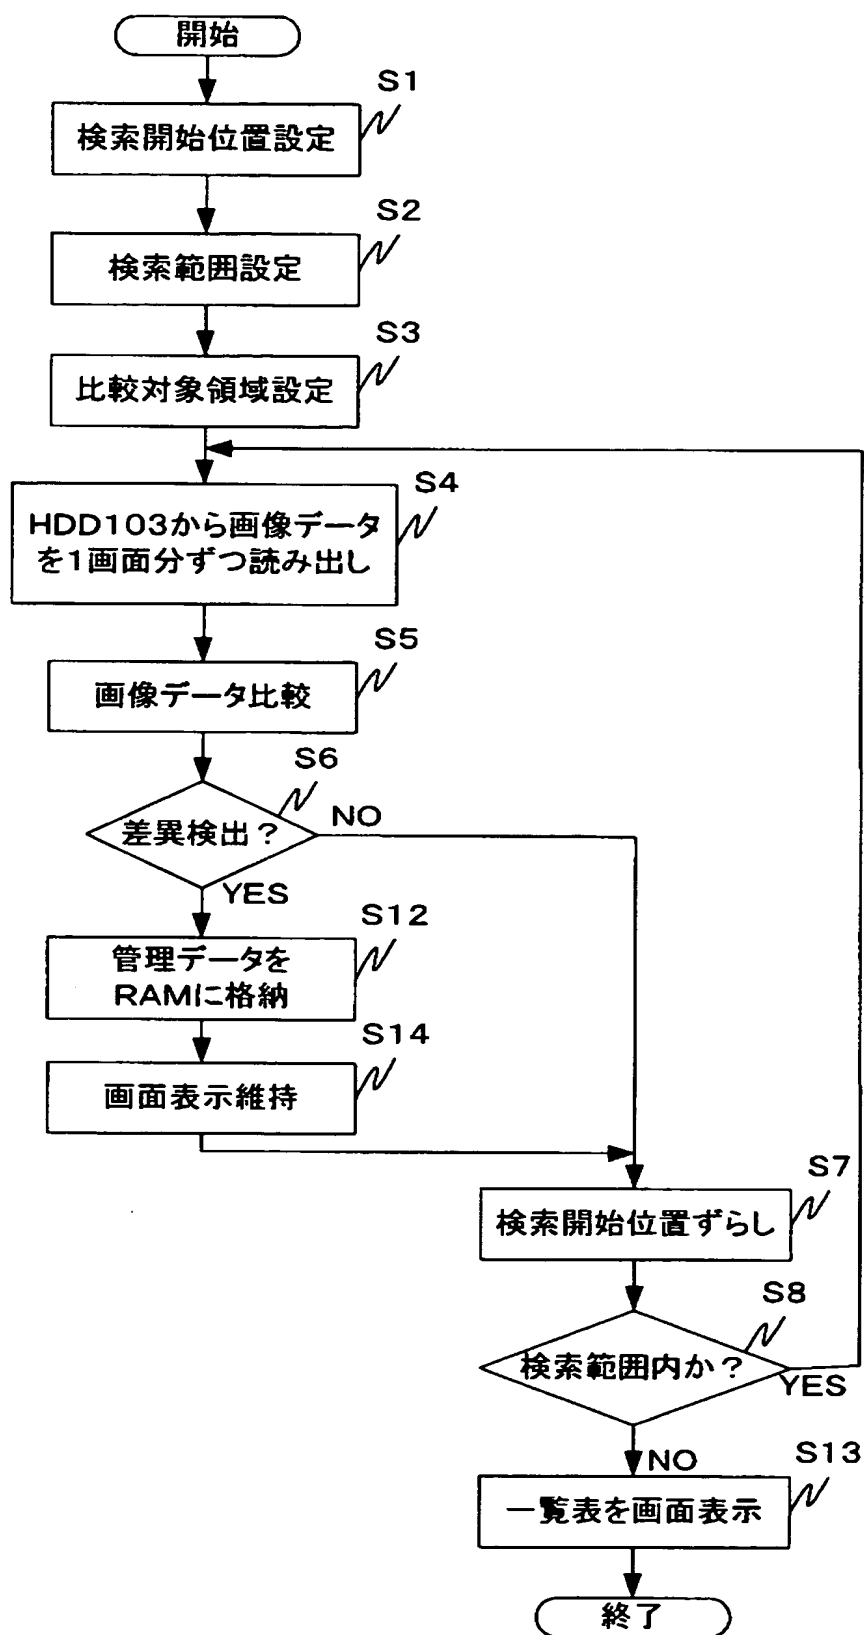 開始
S1
検索開始位置設定
S2
検索範囲設定
S3
比較対象領域設定
S4
HDD103から画像データ
を1画面分ずつ読み出し
S5
画像データ比較
S6
差異検出?
NO
YES
S12
管理データを
RAMに格納
S14
画面表示維持
S7
検索開始位置ずらし
S8
検索範囲内か?
YES
NO
S13
一覧表を画面表示
終了